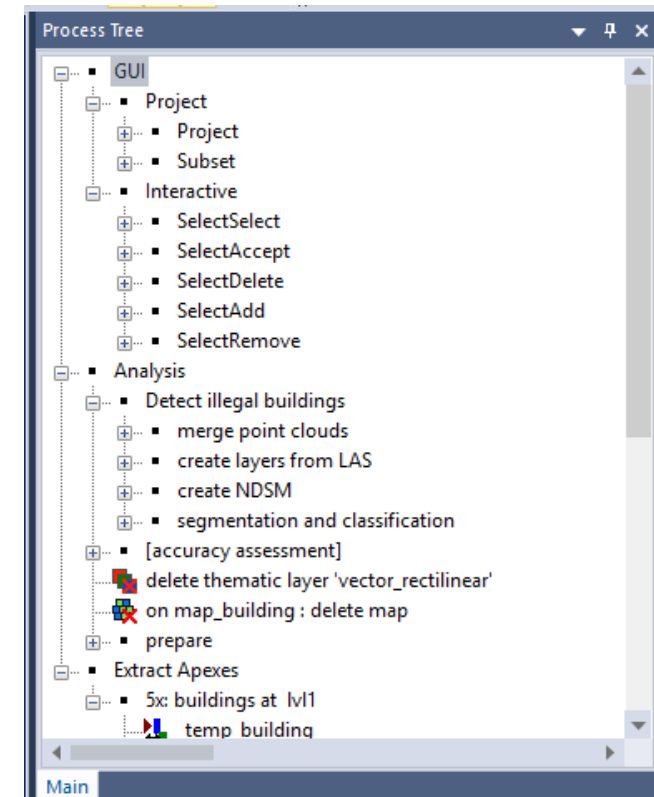 Process Tree
GUI
Project
Project
Subset
Interactive
SelectSelect
SelectAccept
SelectDelete
SelectAdd
SelectRemove
Analysis
Detect illegal buildings
merge point clouds
create layers from LAS
create NDSM
segmentation and classification
[accuracy assessment]
delete thematic layer 'vector_rectilinear'
on map_building : delete map
prepare
Extract Apexes
5x: buildings at lvl1
temp_building
Main